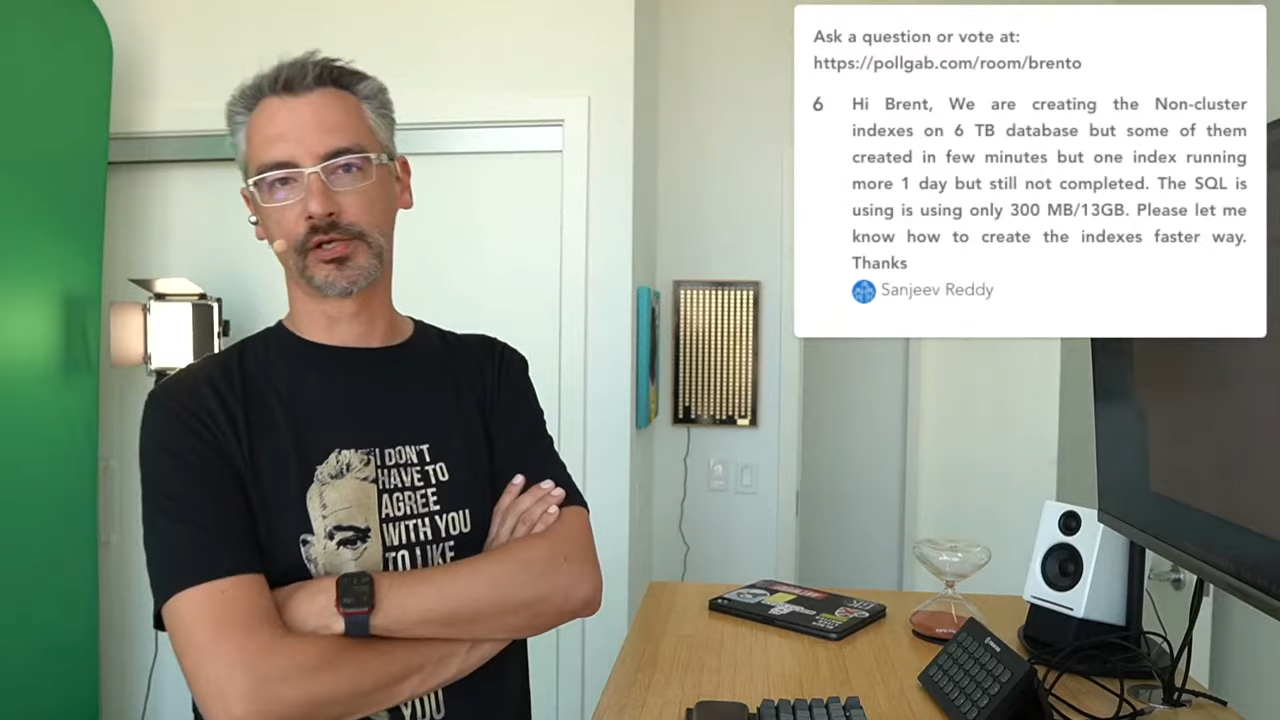 Ask a question or vote at:
https://pollgab.com/room/brento
6
Hi Brent, We are creating the Non-cluster
indexes on 6 TB database but some of them
created in few minutes but one index running
more 1 day but still not completed. The SQL is
using is using only 300 MB/13GB. Please let me
know how to create the indexes faster way.
Thanks
Sanjeev Reddy
I DON'T
HAVE TO
AGREE
WITH YOU
TO LIKE
YOU